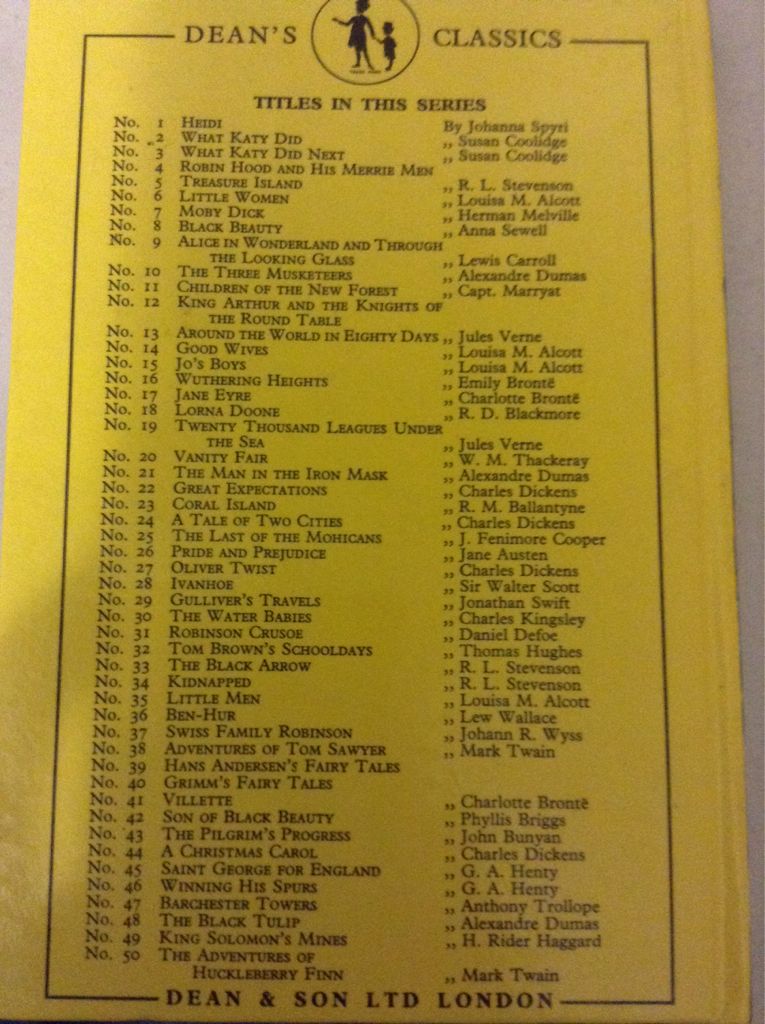 DEAN'S CLASSICS
TITLES IN THIS SERIES
No. 1 HEIDI By Johanna Spyri
No. 2 WHAT KATY DID ,, Susan Coolidge
No. 3 WHAT KATY DID NEXT ,, Susan Coolidge
No. 4 ROBIN HOOD AND HIS MERRIE MEN
No. 5 TREASURE ISLAND ,, R. L. Stevenson
No. 6 LITTLE WOMEN ,, Louisa M. Alcott
No. 7 MOBY DICK ,, Herman Melville
No. 8 BLACK BEAUTY ,, Anna Sewell
No. 9 ALICE IN WONDERLAND AND THROUGH
THE LOOKING GLASS ,, Lewis Carroll
No. 10 THE THREE MUSKETEERS ,, Alexandre Dumas
No. 11 CHILDREN OF THE NEW FOREST ,, Capt. Marryat
No. 12 KING ARTHUR AND THE KNIGHTS OF
THE ROUND TABLE
No. 13 AROUND THE WORLD IN EIGHTY DAYS ,, Jules Verne
No. 14 GOOD WIVES ,, Louisa M. Alcott
No. 15 JO'S BOYS ,, Louisa M. Alcott
No. 16 WUTHERING HEIGHTS ,, Emily Brontë
No. 17 JANE EYRE ,, Charlotte Brontë
No. 18 LORNA DOONE ,, R. D. Blackmore
No. 19 TWENTY THOUSAND LEAGUES UNDER
THE SEA ,, Jules Verne
No. 20 VANITY FAIR ,, W. M. Thackeray
No. 21 THE MAN IN THE IRON MASK ,, Alexandre Dumas
No. 22 GREAT EXPECTATIONS ,, Charles Dickens
No. 23 CORAL ISLAND ,, R. M. Ballantyne
No. 24 A TALE OF TWO CITIES ,, Charles Dickens
No. 25 THE LAST OF THE MOHICANS ,, J. Fenimore Cooper
No. 26 PRIDE AND PREJUDICE ,, Jane Austen
No. 27 OLIVER TWIST ,, Charles Dickens
No. 28 IVANHOE ,, Sir Walter Scott
No. 29 GULLIVER'S TRAVELS ,, Jonathan Swift
No. 30 THE WATER BABIES ,, Charles Kingsley
No. 31 ROBINSON CRUSOE ,, Daniel Defoe
No. 32 TOM BROWN'S SCHOOLDAYS ,, Thomas Hughes
No. 33 THE BLACK ARROW ,, R. L. Stevenson
No. 34 KIDNAPPED ,, R. L. Stevenson
No. 35 LITTLE MEN ,, Louisa M. Alcott
No. 36 BEN-HUR ,, Lew Wallace
No. 37 SWISS FAMILY ROBINSON ,, Johann R. Wyss
No. 38 ADVENTURES OF TOM SAWYER ,, Mark Twain
No. 39 HANS ANDERSEN'S FAIRY TALES
No. 40 GRIMM'S FAIRY TALES
No. 41 VILLETTE ,, Charlotte Brontë
No. 42 SON OF BLACK BEAUTY ,, Phyllis Briggs
No. 43 THE PILGRIM'S PROGRESS ,, John Bunyan
No. 44 A CHRISTMAS CAROL ,, Charles Dickens
No. 45 SAINT GEORGE FOR ENGLAND ,, G. A. Henty
No. 46 WINNING HIS SPURS ,, G. A. Henty
No. 47 BARCHESTER TOWERS ,, Anthony Trollope
No. 48 THE BLACK TULIP ,, Alexandre Dumas
No. 49 KING SOLOMON'S MINES ,, H. Rider Haggard
No. 50 THE ADVENTURES OF
HUCKLEBERRY FINN ,, Mark Twain
DEAN & SON LTD LONDON